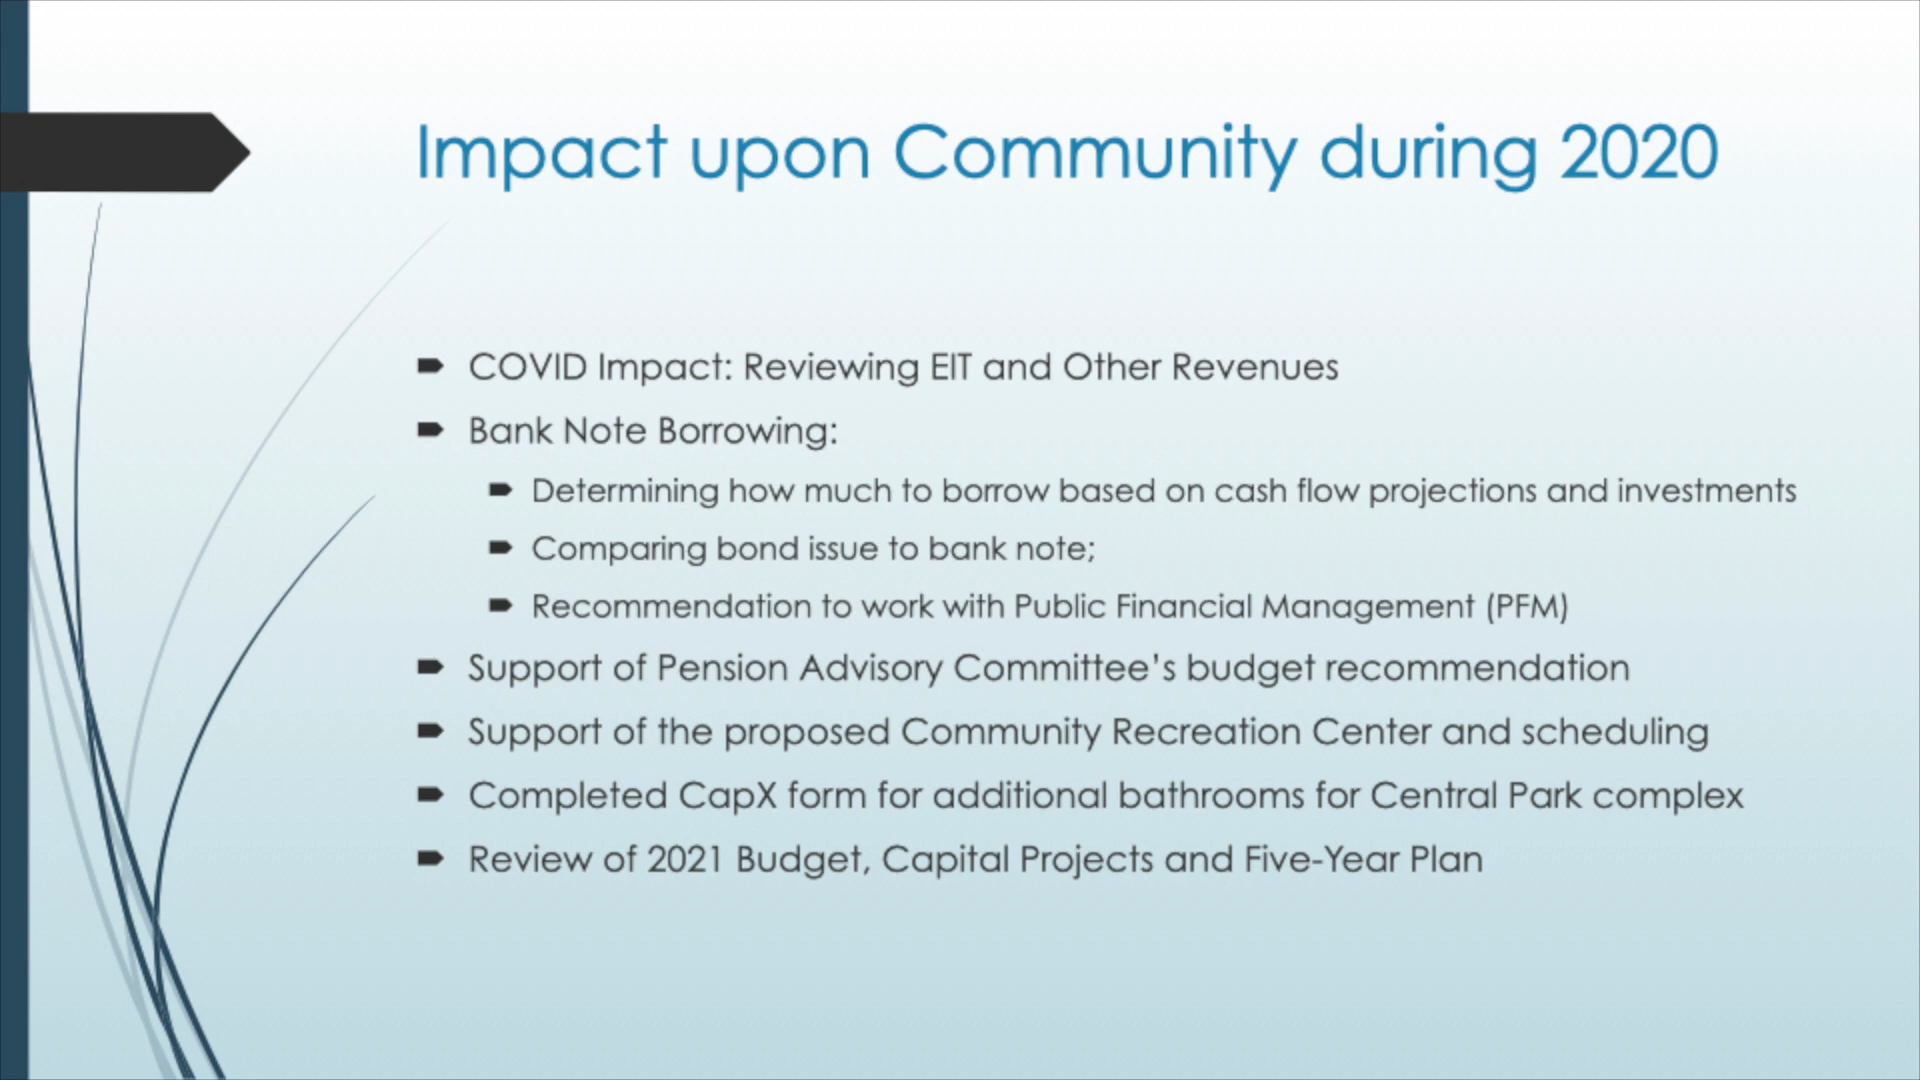 Impact upon Community during 2020
COVID Impact: Reviewing EIT and Other Revenues
Bank Note Borrowing:
Determining how much to borrow based on cash flow projections and investments
Comparing bond issue to bank note;
Recommendation to work with Public Financial Management (PFM)
Support of Pension Advisory Committee’s budget recommendation
Support of the proposed Community Recreation Center and scheduling
Completed CapX form for additional bathrooms for Central Park complex
Review of 2021 Budget, Capital Projects and Five-Year Plan